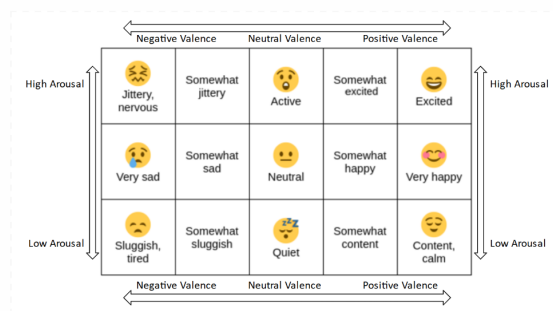 Negative Valence Neutral Valence Positive Valence
High Arousal
High Arousal
Jittery,
nervous
Somewhat
jittery
Active
Somewhat
excited
Excited
Very sad
Somewhat
sad
Neutral
Somewhat
happy
Very happy
Low Arousal
Low Arousal
Sluggish,
tired
Somewhat
sluggish
Quiet
Somewhat
content
Content,
calm
Negative Valence Neutral Valence Positive Valence